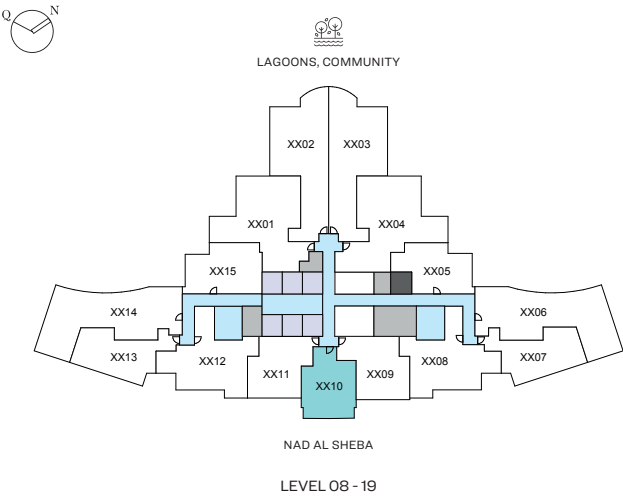 Q N
LAGOONS, COMMUNITY
XX02 XX03
XX01 XX04
XX15 XX05
XX14 XX06
XX13 XX12 XX11 XX10 XX09 XX08 XX07
NAD AL SHEBA
LEVEL 08 - 19